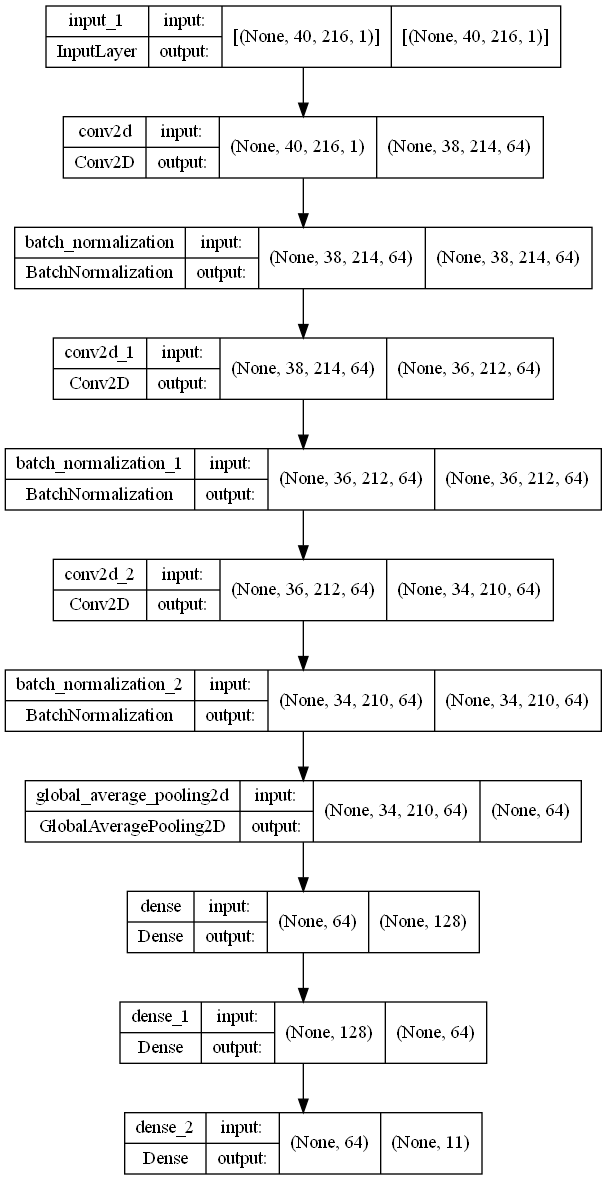 input_1 input: [(None, 40, 216, 1)] [(None, 40, 216, 1)]
InputLayer output:
conv2d input: (None, 40, 216, 1) (None, 38, 214, 64)
Conv2D output:
batch_normalization input: (None, 38, 214, 64) (None, 38, 214, 64)
BatchNormalization output:
conv2d_1 input: (None, 38, 214, 64) (None, 36, 212, 64)
Conv2D output:
batch_normalization_1 input: (None, 36, 212, 64) (None, 36, 212, 64)
BatchNormalization output:
conv2d_2 input: (None, 36, 212, 64) (None, 34, 210, 64)
Conv2D output:
batch_normalization_2 input: (None, 34, 210, 64) (None, 34, 210, 64)
BatchNormalization output:
global_average_pooling2d input: (None, 34, 210, 64) (None, 64)
GlobalAveragePooling2D output:
dense input: (None, 64) (None, 128)
Dense output:
dense_1 input: (None, 128) (None, 64)
Dense output:
dense_2 input: (None, 64) (None, 11)
Dense output: